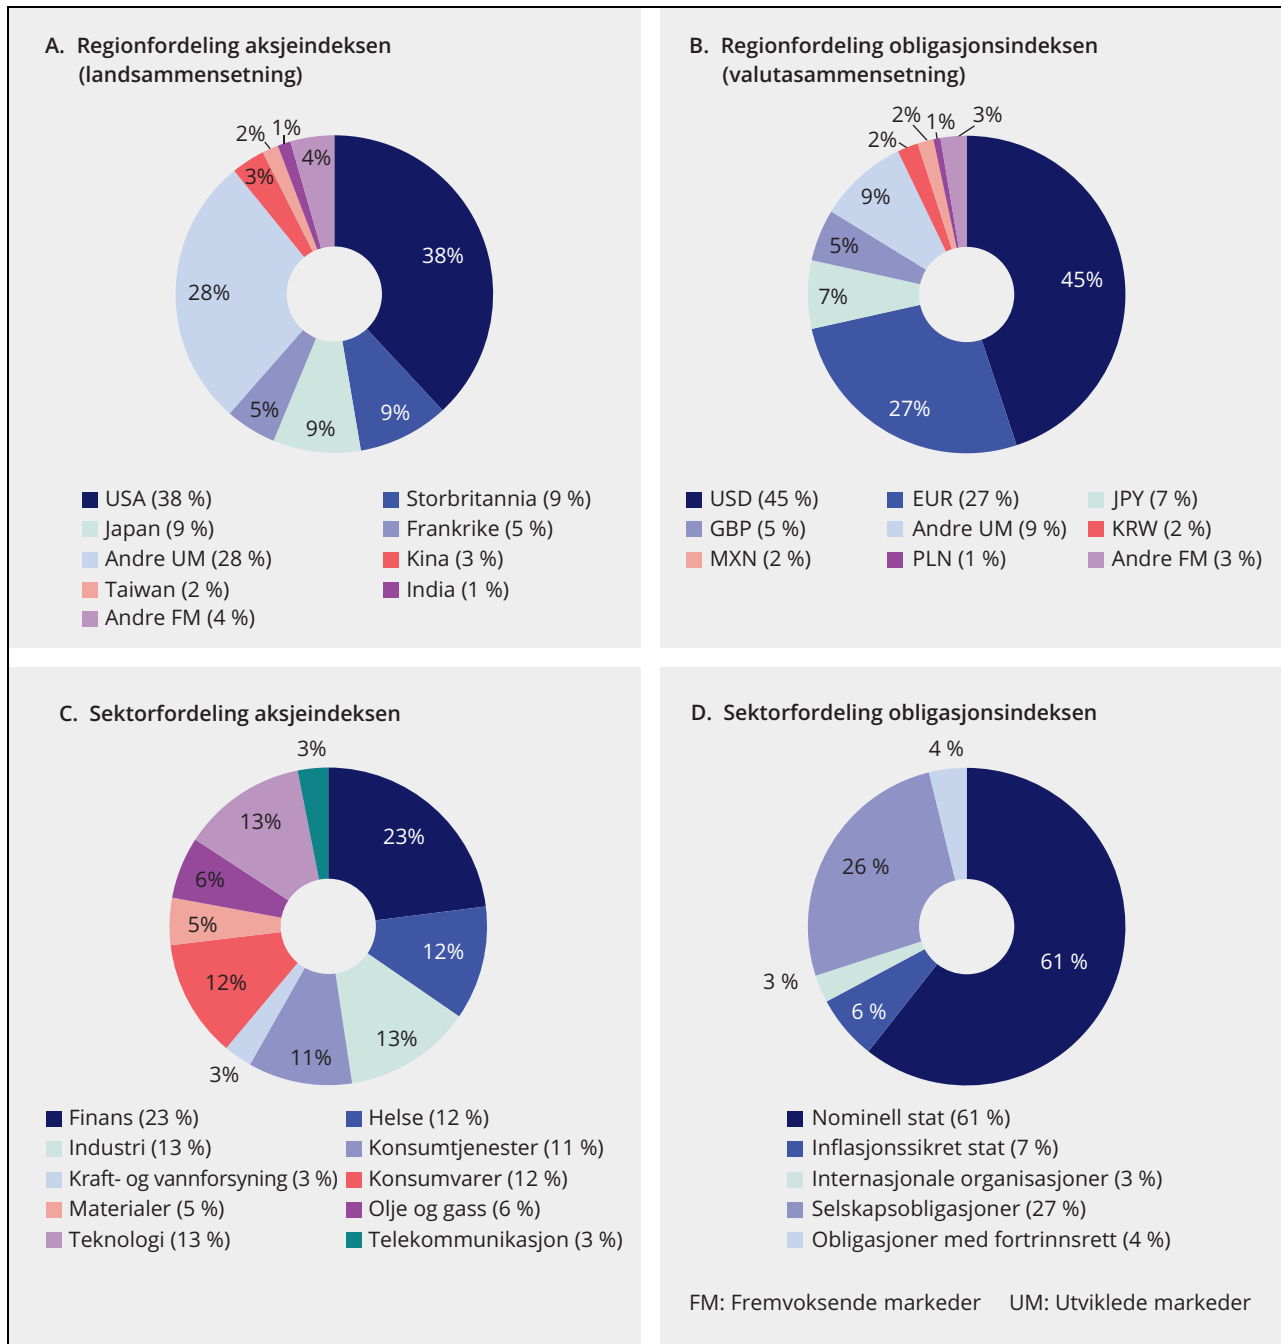 A. Regionfordeling aksjeindeksen
(landsammensetning)
2% 1%
4%
3%
38%
28%
5%
9%
9%
USA (38 %) Storbritannia (9 %)
Japan (9 %) Frankrike (5 %)
Andre UM (28 %) Kina (3 %)
Taiwan (2 %) India (1 %)
Andre FM (4 %)
B. Regionfordeling obligasjonsindeksen
(valutasammensetning)
2% 1% 3%
2%
9%
5%
45%
7%
27%
USD (45 %) EUR (27 %) JPY (7 %)
GBP (5 %) Andre UM (9 %) KRW (2 %)
MXN (2 %) PLN (1 %) Andre FM (3 %)
C. Sektorfordeling aksjeindeksen
3%
13%
23%
6%
5%
12%
12%
13%
11%
3%
Finans (23 %) Helse (12 %)
Industri (13 %) Konsumtjenester (11 %)
Kraft- og vannforsyning (3 %) Konsumvarer (12 %)
Materialer (5 %) Olje og gass (6 %)
Teknologi (13 %) Telekommunikasjon (3 %)
D. Sektorfordeling obligasjonsindeksen
4 %
26 %
61 %
3 %
6 %
Nominell stat (61 %)
Inflasjonssikret stat (7 %)
Internasjonale organisasjoner (3 %)
Selskapsobligasjoner (27 %)
Obligasjoner med fortrinnsrett (4 %)
FM: Fremvoksende markeder UM: Utviklede markeder